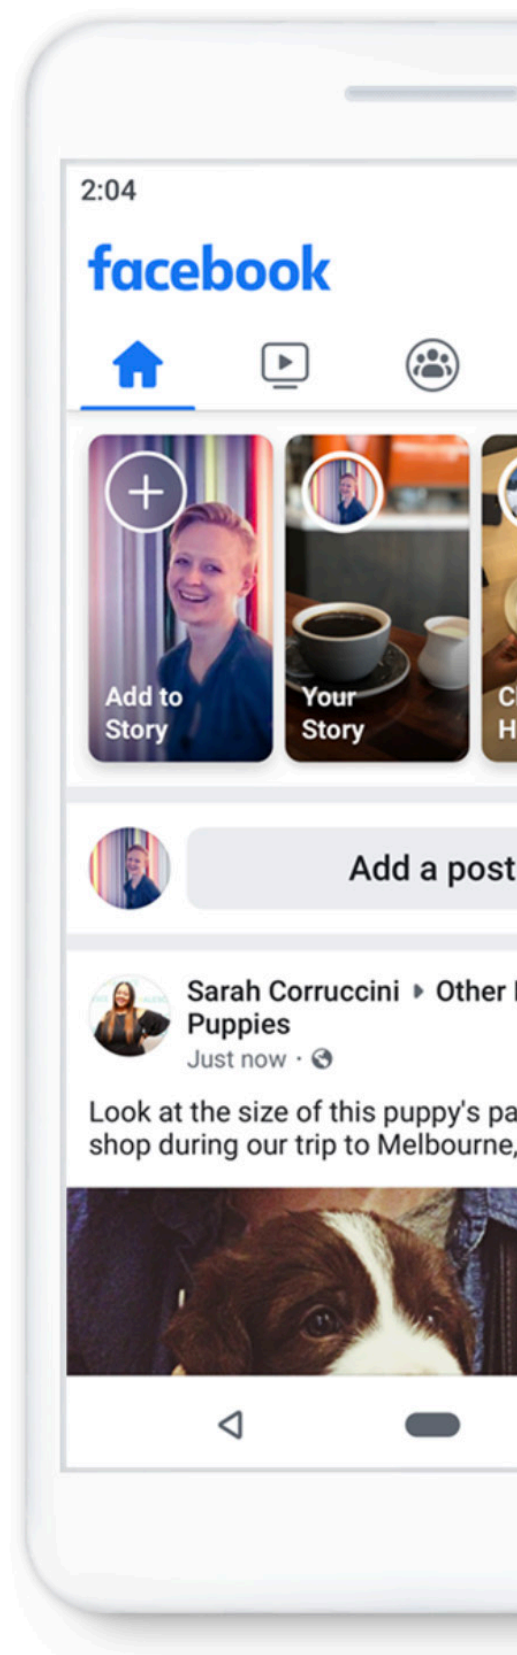 2:04
facebook
Add to
Story
Your
Story
Add a post
Sarah Corruccini ▸ Other
Puppies
Just now ·
Look at the size of this puppy's
shop during our trip to Melbourne,